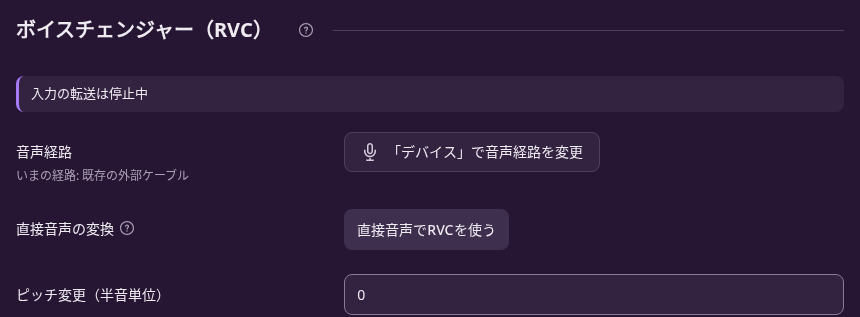 ボイスチェンジャー（RVC）
入力の転送は停止中
音声経路
「デバイス」で音声経路を変更
いまの経路: 既存の外部ケーブル
直接音声の変換
直接音声でRVCを使う
ピッチ変更（半音単位）
0